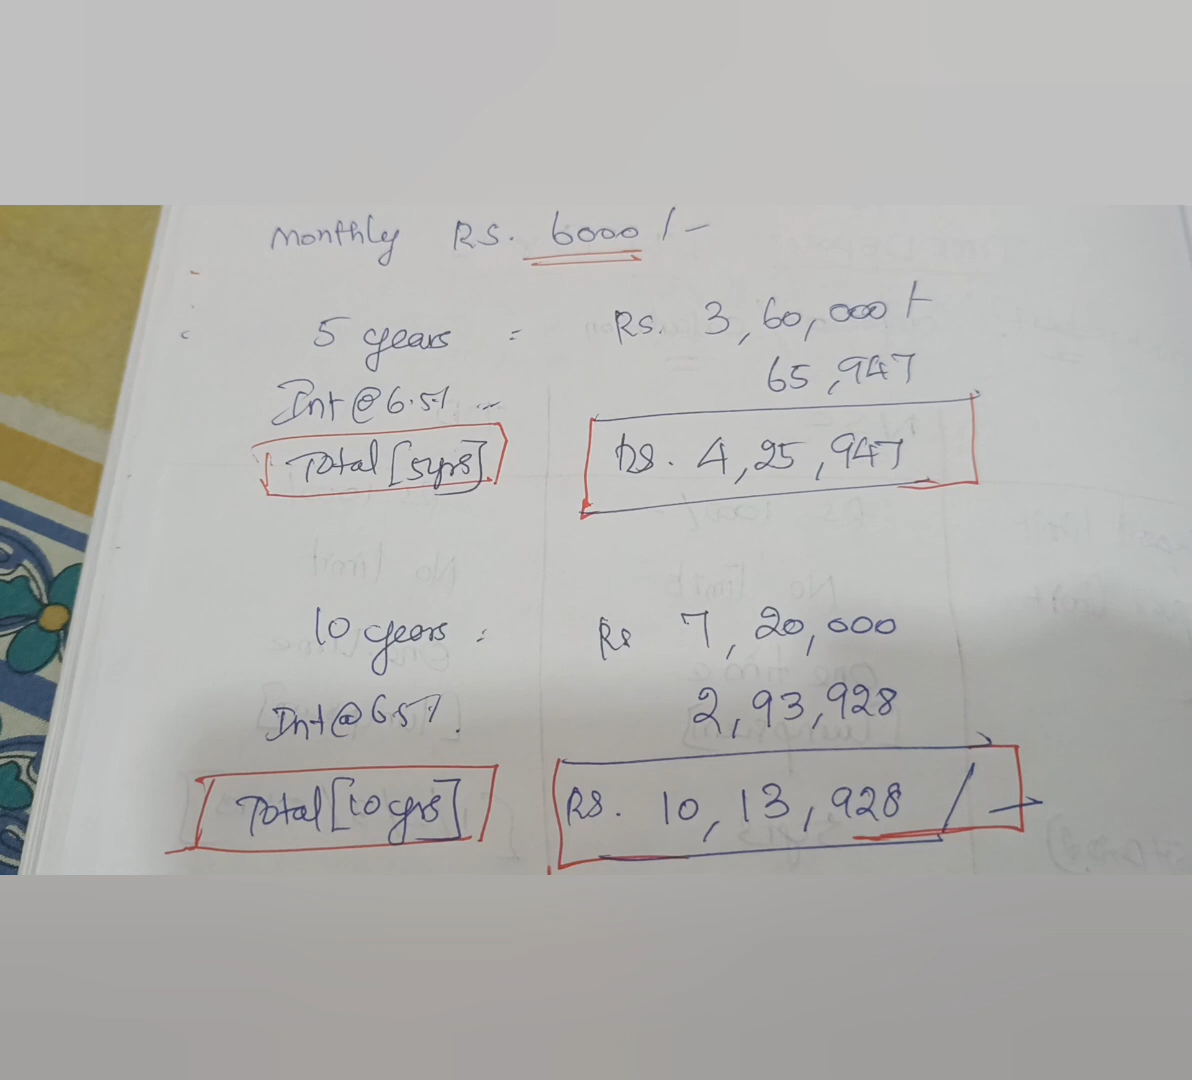 Monthly RS. 6000/-
5 years = RS. 3,60,000/-
65,947
Int @ 6.5%
Total [5yrs] RS. 4,25,947
10 years : Rs 7,20,000
Int @ 6.5% 2,93,928
Total [10 yrs] RS. 10,13,928/-